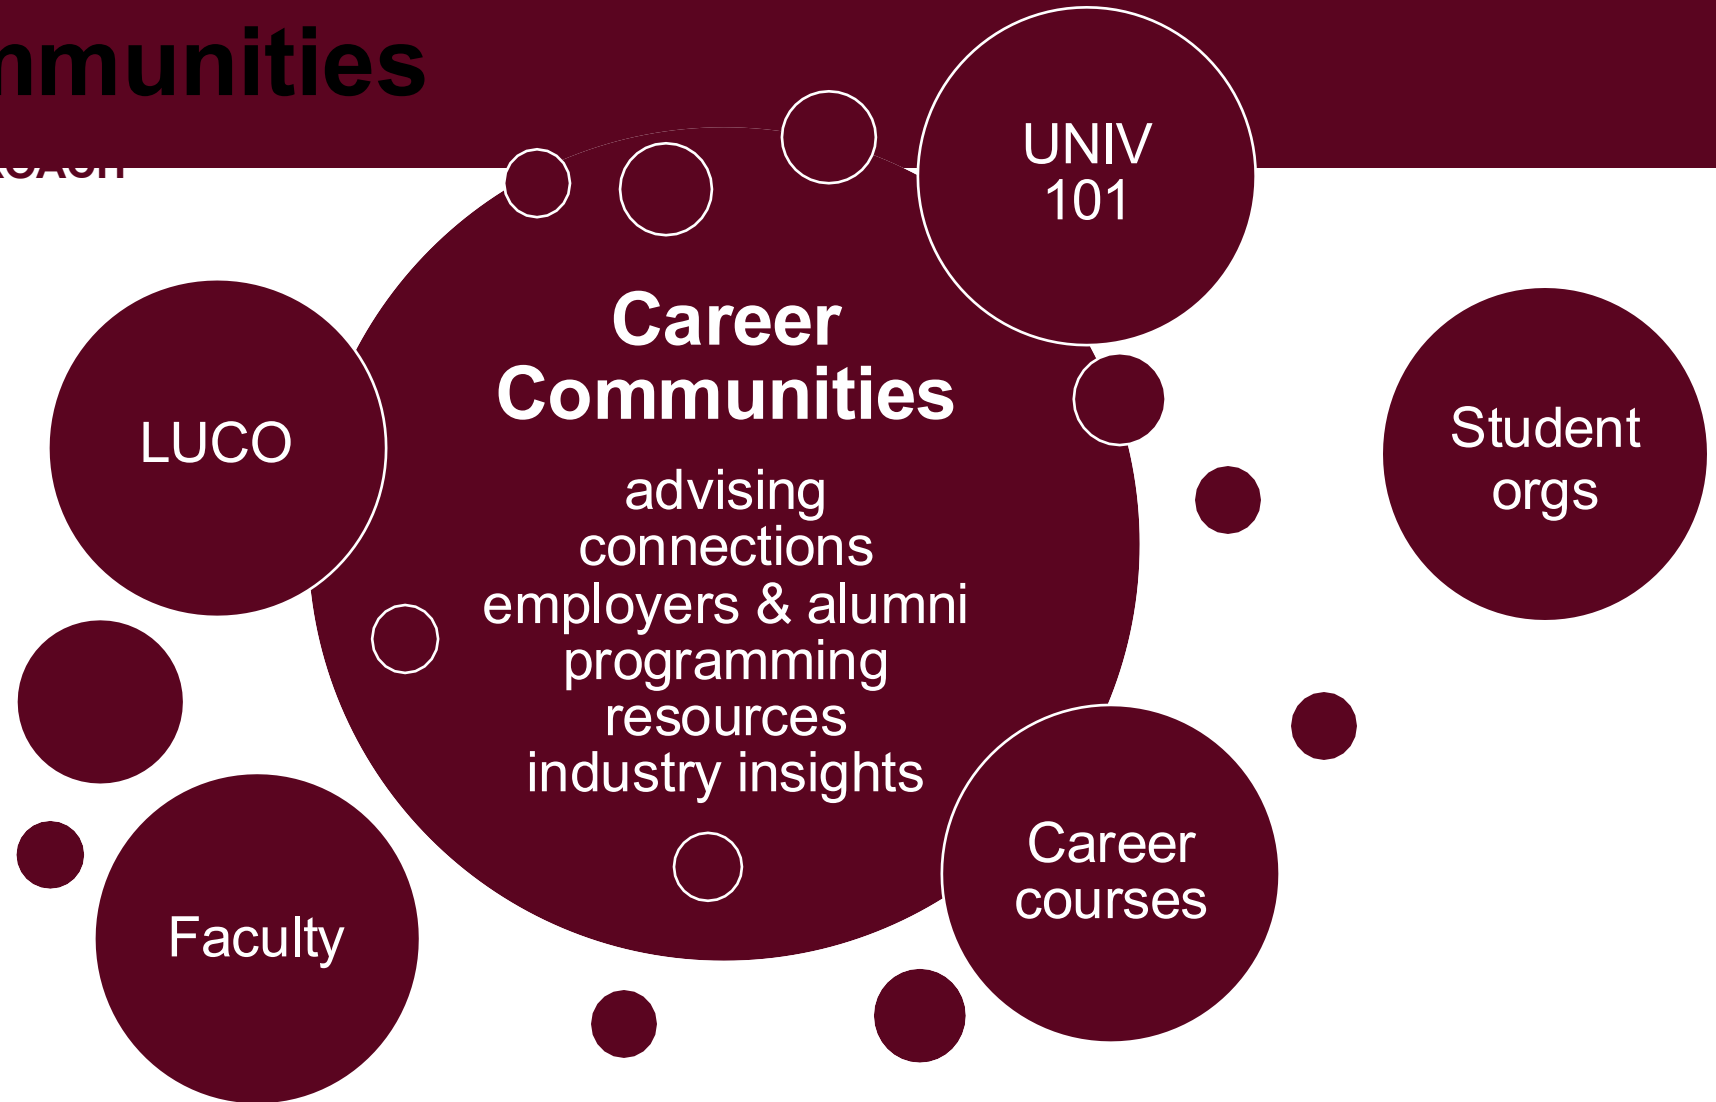 mmunities
UNIV
101
Career
Communities
LUCO
Student
orgs
advising
connections
employers & alumni
programming
resources
industry insights
Career
courses
Faculty